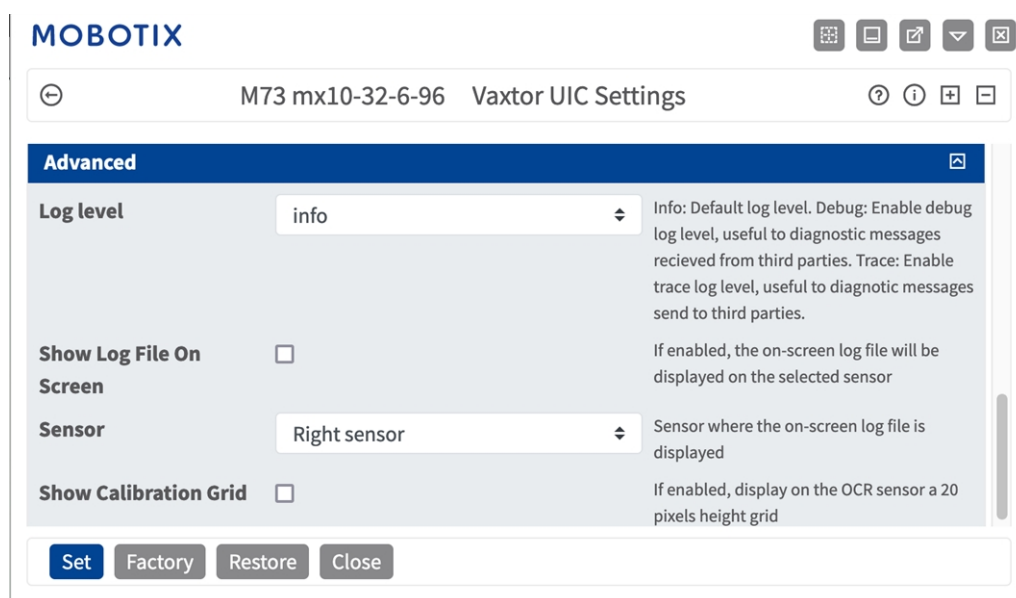 MOBOTIX
M73 mx10-32-6-96 Vaxtor UIC Settings
Advanced
Log level
info
Info: Default log level. Debug: Enable debug
log level, useful to diagnostic messages
recieved from third parties. Trace: Enable
trace log level, useful to diagnotic messages
send to third parties.
Show Log File On
Screen
If enabled, the on-screen log file will be
displayed on the selected sensor
Sensor
Right sensor
Sensor where the on-screen log file is
displayed
Show Calibration Grid
If enabled, display on the OCR sensor a 20
pixels height grid
Set Factory Restore Close